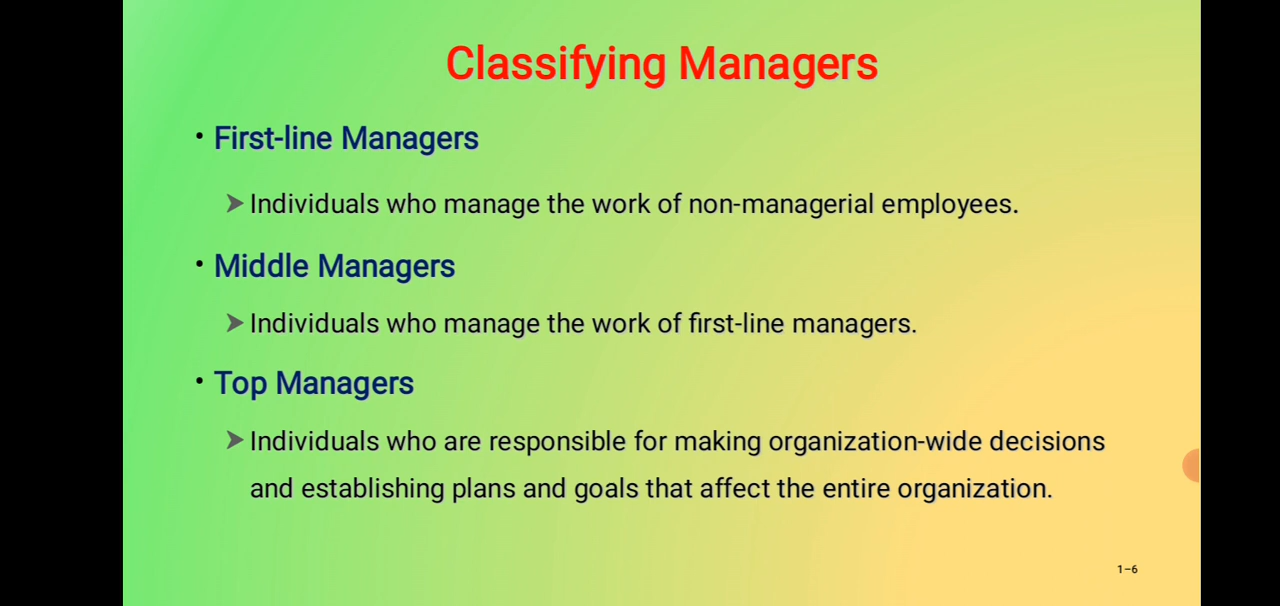 Classifying Managers
• First-line Managers
➤ Individuals who manage the work of non-managerial employees.
• Middle Managers
➤ Individuals who manage the work of first-line managers.
• Top Managers
➤ Individuals who are responsible for making organization-wide decisions
and establishing plans and goals that affect the entire organization.
1–6